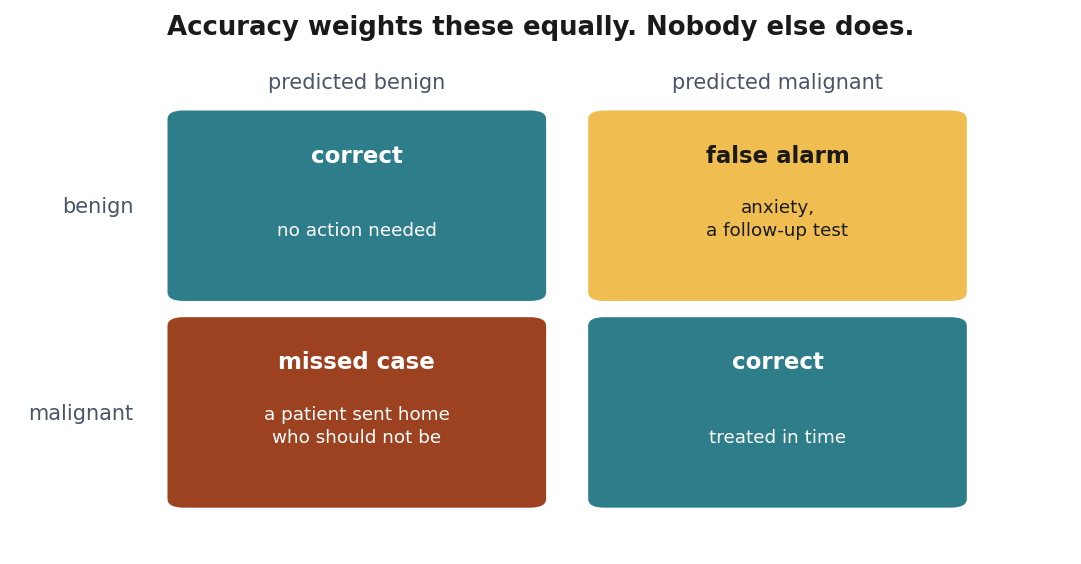 Accuracy weights these equally. Nobody else does.
predicted benign
predicted malignant
benign
correct
no action needed
false alarm
anxiety,
a follow-up test
malignant
missed case
a patient sent home
who should not be
correct
treated in time